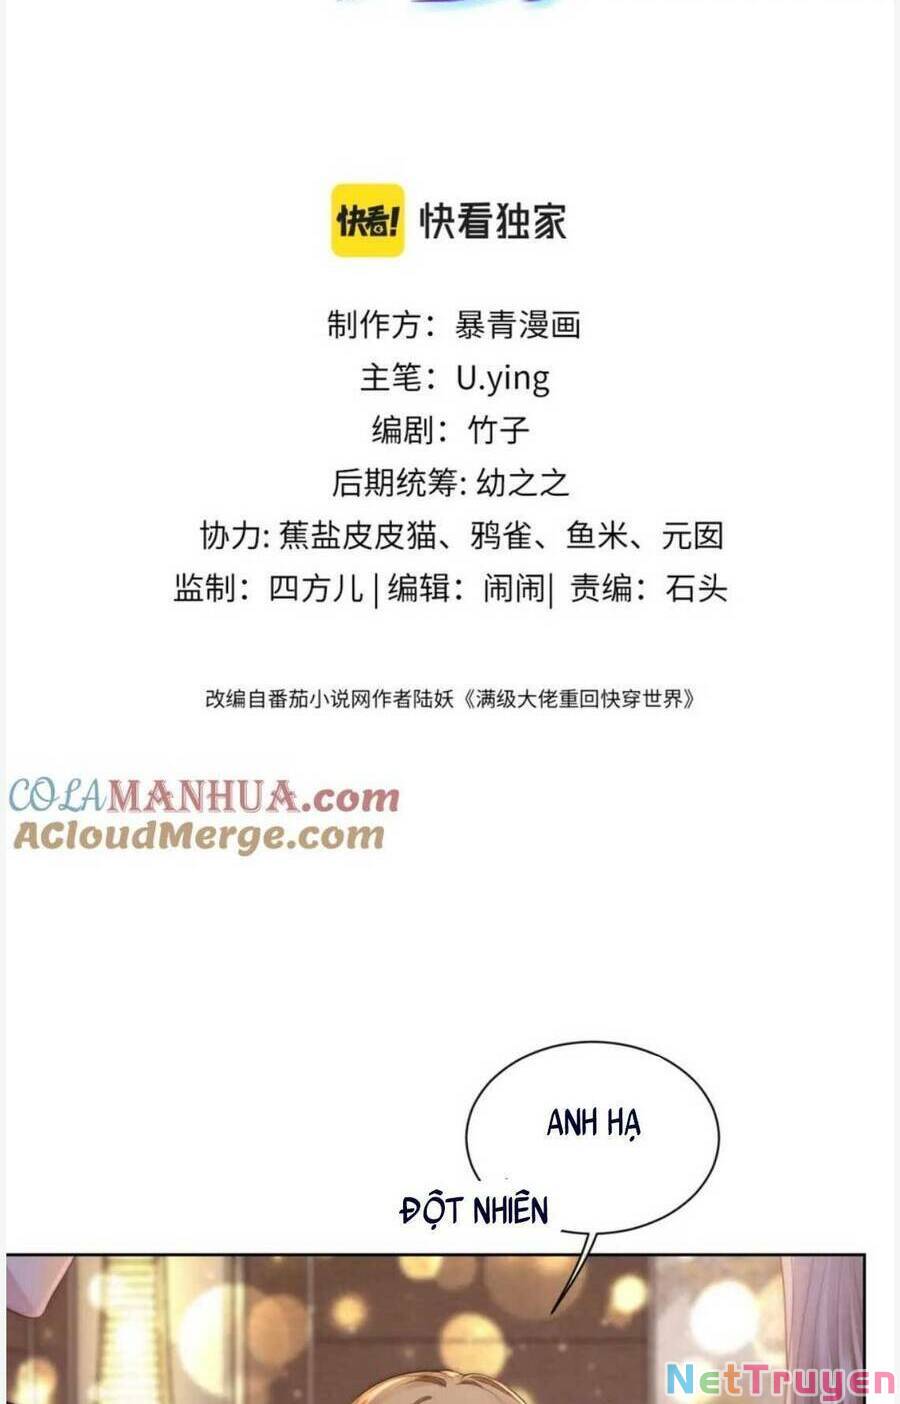 快看! 快看独家
制作方：暴青漫画
主笔：U.ying
编剧：竹子
后期统筹: 幼之之
协力: 蕉盐皮皮猫、鸦雀、鱼米、元囡
监制：四方儿 | 编辑：闹闹| 责编：石头
改编自番茄小说网作者陆妖《满级大佬重回快穿世界》
COLAMANHUA.com
ACloudMerge.com
ANH HẠ
ĐỘT NHIÊN
NetTruyen